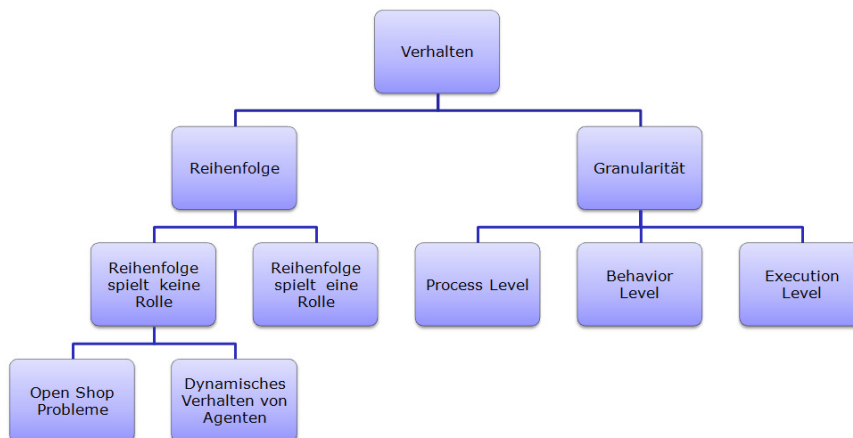 Verhalten
Reihenfolge
Granularität
Reihenfolge
spielt keine
Rolle
Reihenfolge
spielt eine
Rolle
Process Level
Behavior
Level
Execution
Level
Open Shop
Probleme
Dynamisches
Verhalten von
Agenten